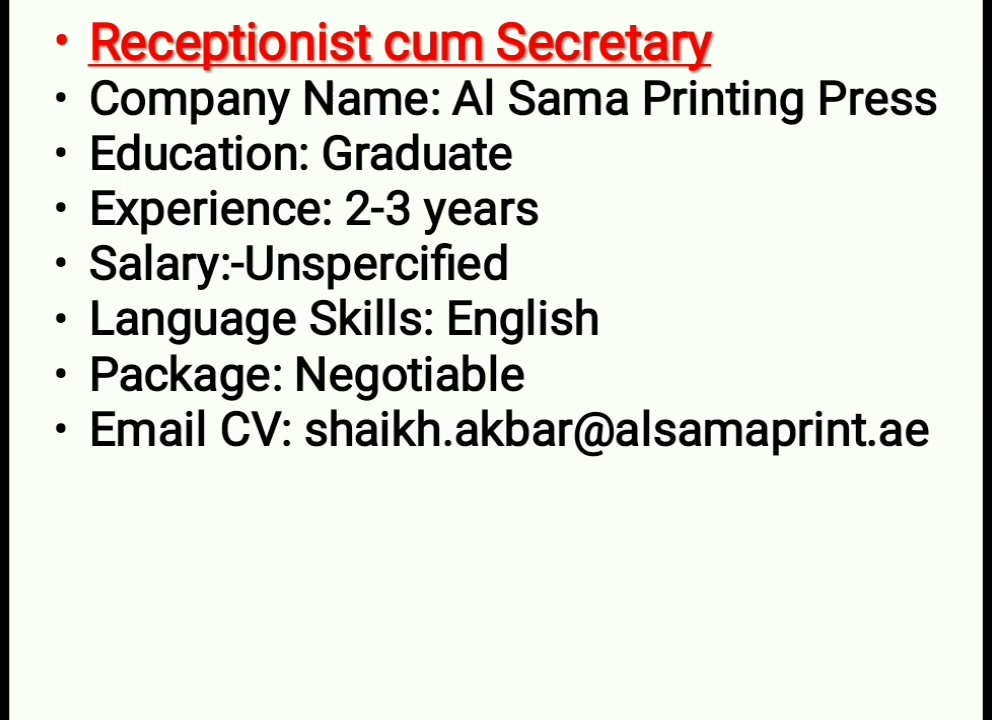 • Receptionist cum Secretary
• Company Name: Al Sama Printing Press
• Education: Graduate
• Experience: 2-3 years
• Salary:-Unspercified
• Language Skills: English
• Package: Negotiable
• Email CV: shaikh.akbar@alsamaprint.ae